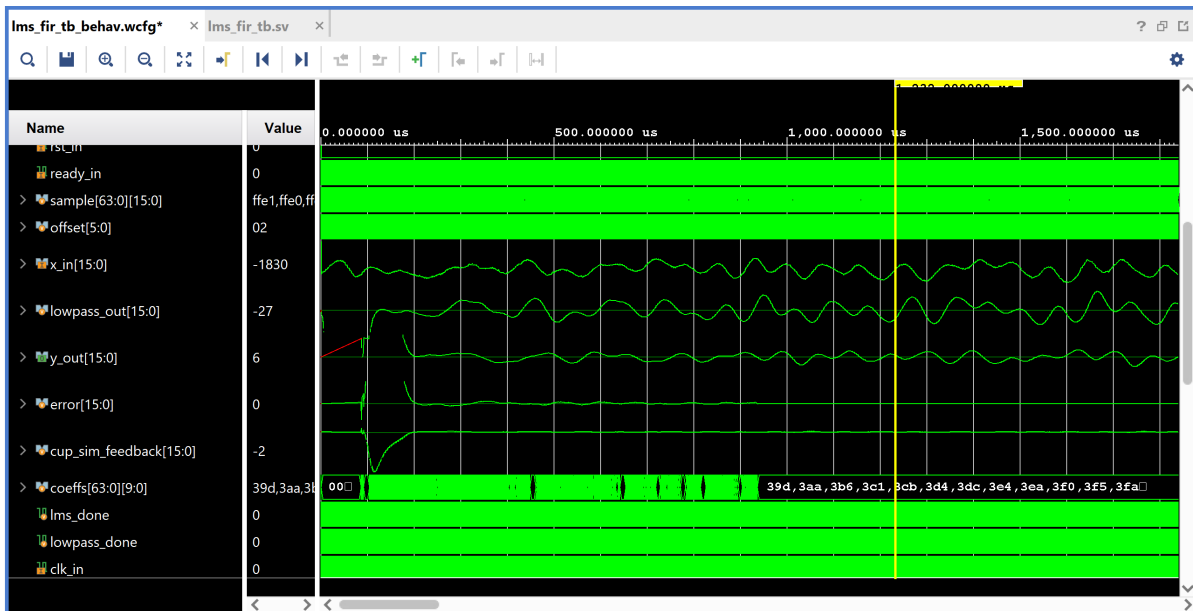 lms_fir_tb_behav.wcfg* × lms_fir_tb.sv ×
?
Name Value
0.000000 us 500.000000 us 1,000.000000 us 1,500.000000 us
rst_in 0
ready_in 0
sample[63:0][15:0] ffe1,ffe0,ff
offset[5:0] 02
x_in[15:0] -1830
lowpass_out[15:0] -27
y_out[15:0] 6
error[15:0] 0
cup_sim_feedback[15:0] -2
coeffs[63:0][9:0] 39d,3aa,3b 00 39d,3aa,3b6,3c1,3cb,3d4,3dc,3e4,3ea,3f0,3f5,3fa
lms_done 0
lowpass_done 0
clk_in 0